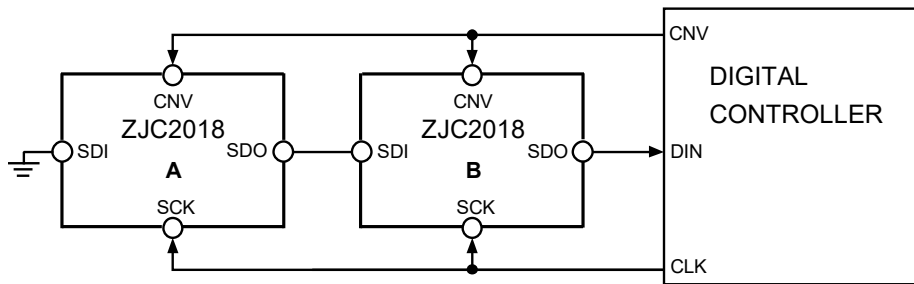 CNV
DIGITAL
CONTROLLER
DIN
CLK
CNV
ZJC2018
SDI
SDO
A
SCK
CNV
ZJC2018
SDI
SDO
B
SCK